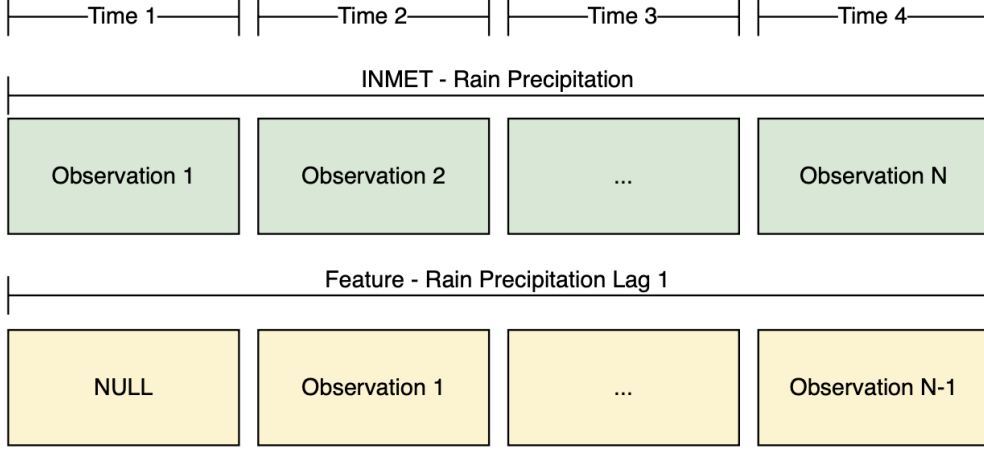 Time 1 Time 2 Time 3 Time 4
INMET - Rain Precipitation
Observation 1 Observation 2 ... Observation N
Feature - Rain Precipitation Lag 1
NULL Observation 1 ... Observation N-1